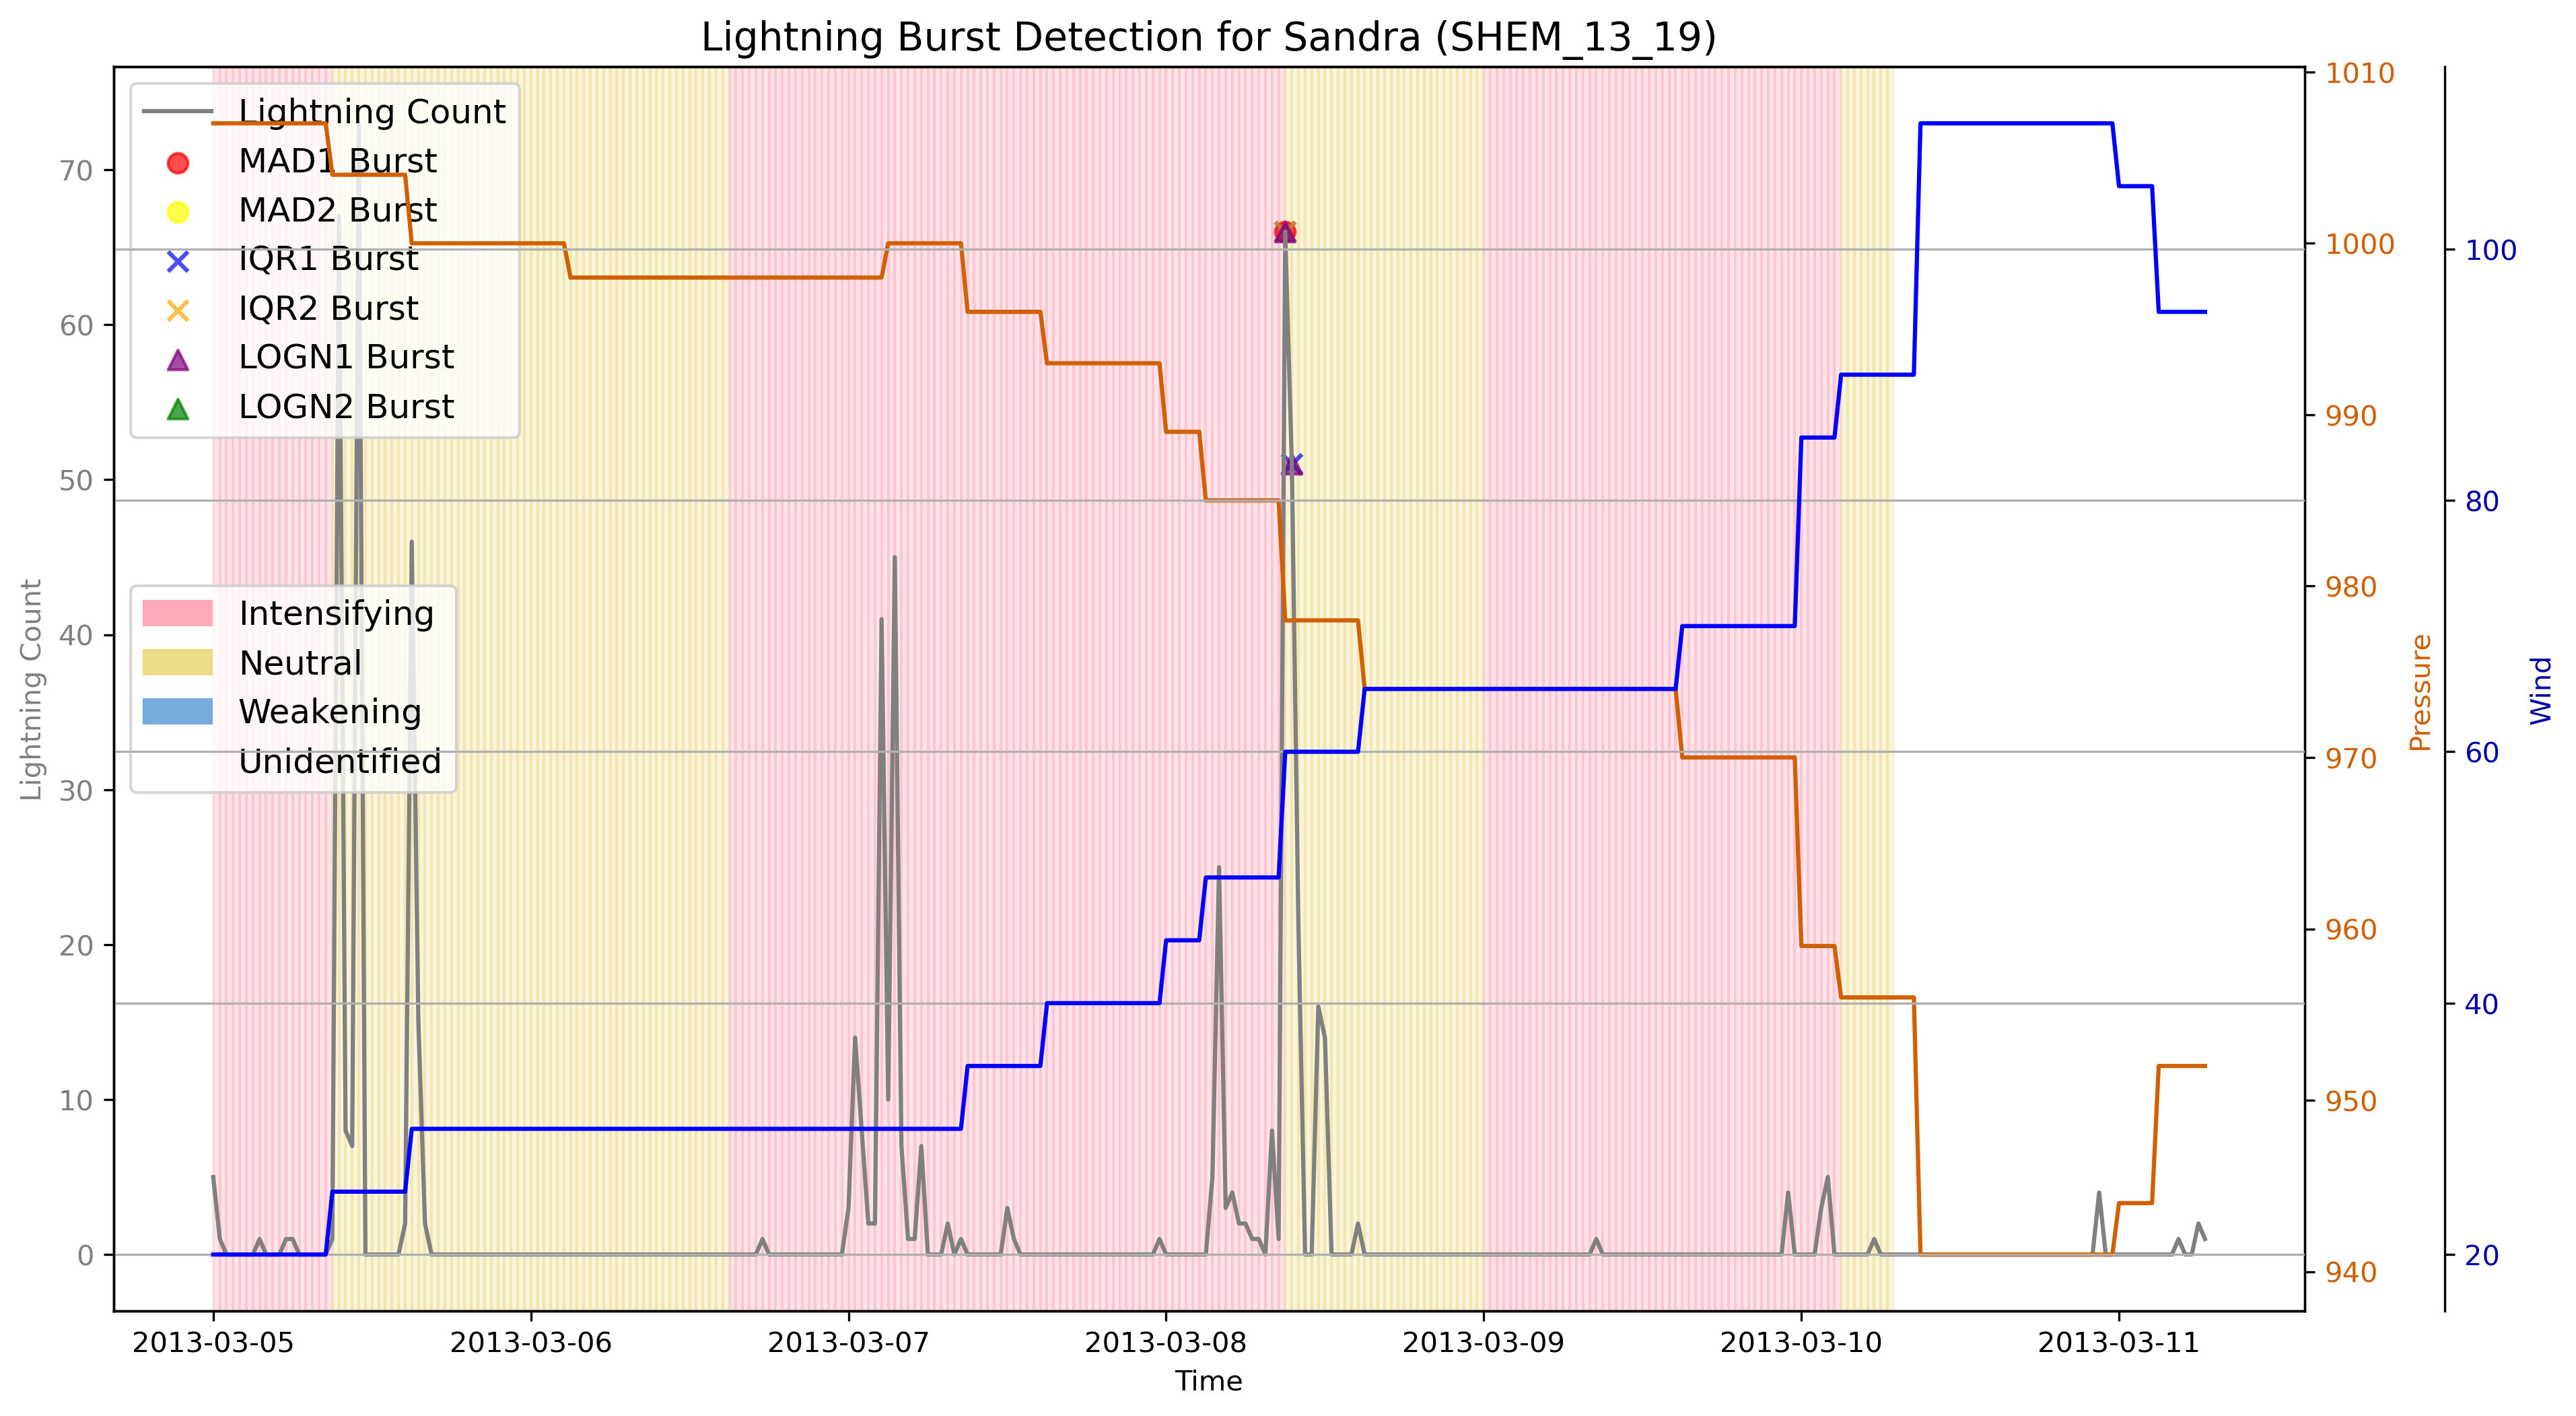 Lightning Burst Detection for Sandra (SHEM_13_19)
Lightning Count
MAD1 Burst
MAD2 Burst
IQR1 Burst
IQR2 Burst
LOGN1 Burst
LOGN2 Burst
Intensifying
Neutral
Weakening
Unidentified
Lightning Count
70
60
50
40
30
20
10
0
1010
1000
990
980
970
960
950
940
Pressure
100
80
60
40
20
Wind
2013-03-05 2013-03-06 2013-03-07 2013-03-08 2013-03-09 2013-03-10 2013-03-11
Time